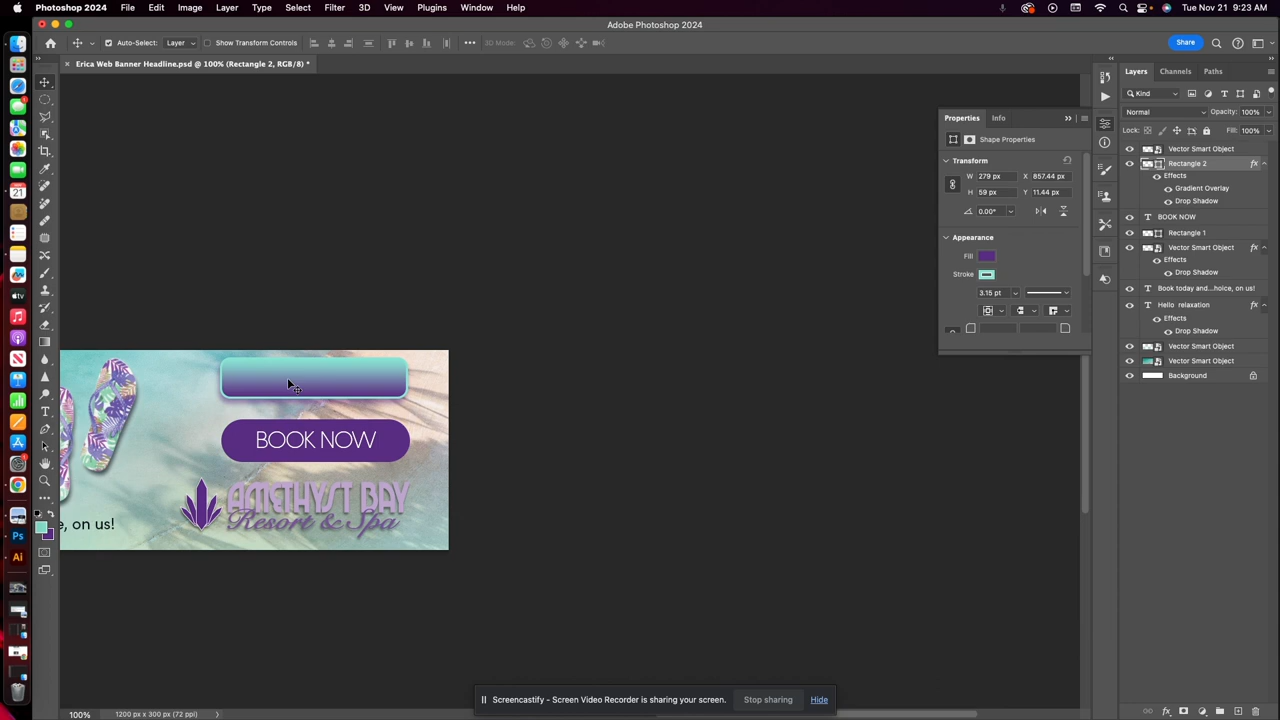 Photoshop 2024 File Edit Image Layer Type Select Filter 3D View Plugins Window Help Tue Nov 21 9:23 AM
Adobe Photoshop 2024
Auto-Select: Layer Show Transform Controls 3D Mode: Share
Erica Web Banner Headline.psd @ 100% (Rectangle 2, RGB/8) *
Layers Channels Paths
Kind
Normal Opacity: 100%
Lock: Fill: 100%
Vector Smart Object
Rectangle 2 fx
Effects
Gradient Overlay
Drop Shadow
BOOK NOW
Rectangle 1
Vector Smart Object
Effects
Drop Shadow
Book today and...hoice, on us!
Hello relaxation fx
Effects
Drop Shadow
Vector Smart Object
Vector Smart Object
Background
Properties Info
Shape Properties
Transform
W 279 px X 857.44 px
H 59 px Y 11.44 px
0.00°
Appearance
Fill
Stroke
3.15 pt
BOOK NOW
AMETHYST BAY
Resort & Spa
e, on us!
Screencastify - Screen Video Recorder is sharing your screen. Stop sharing Hide
100% 1200 px x 300 px (72 ppi)